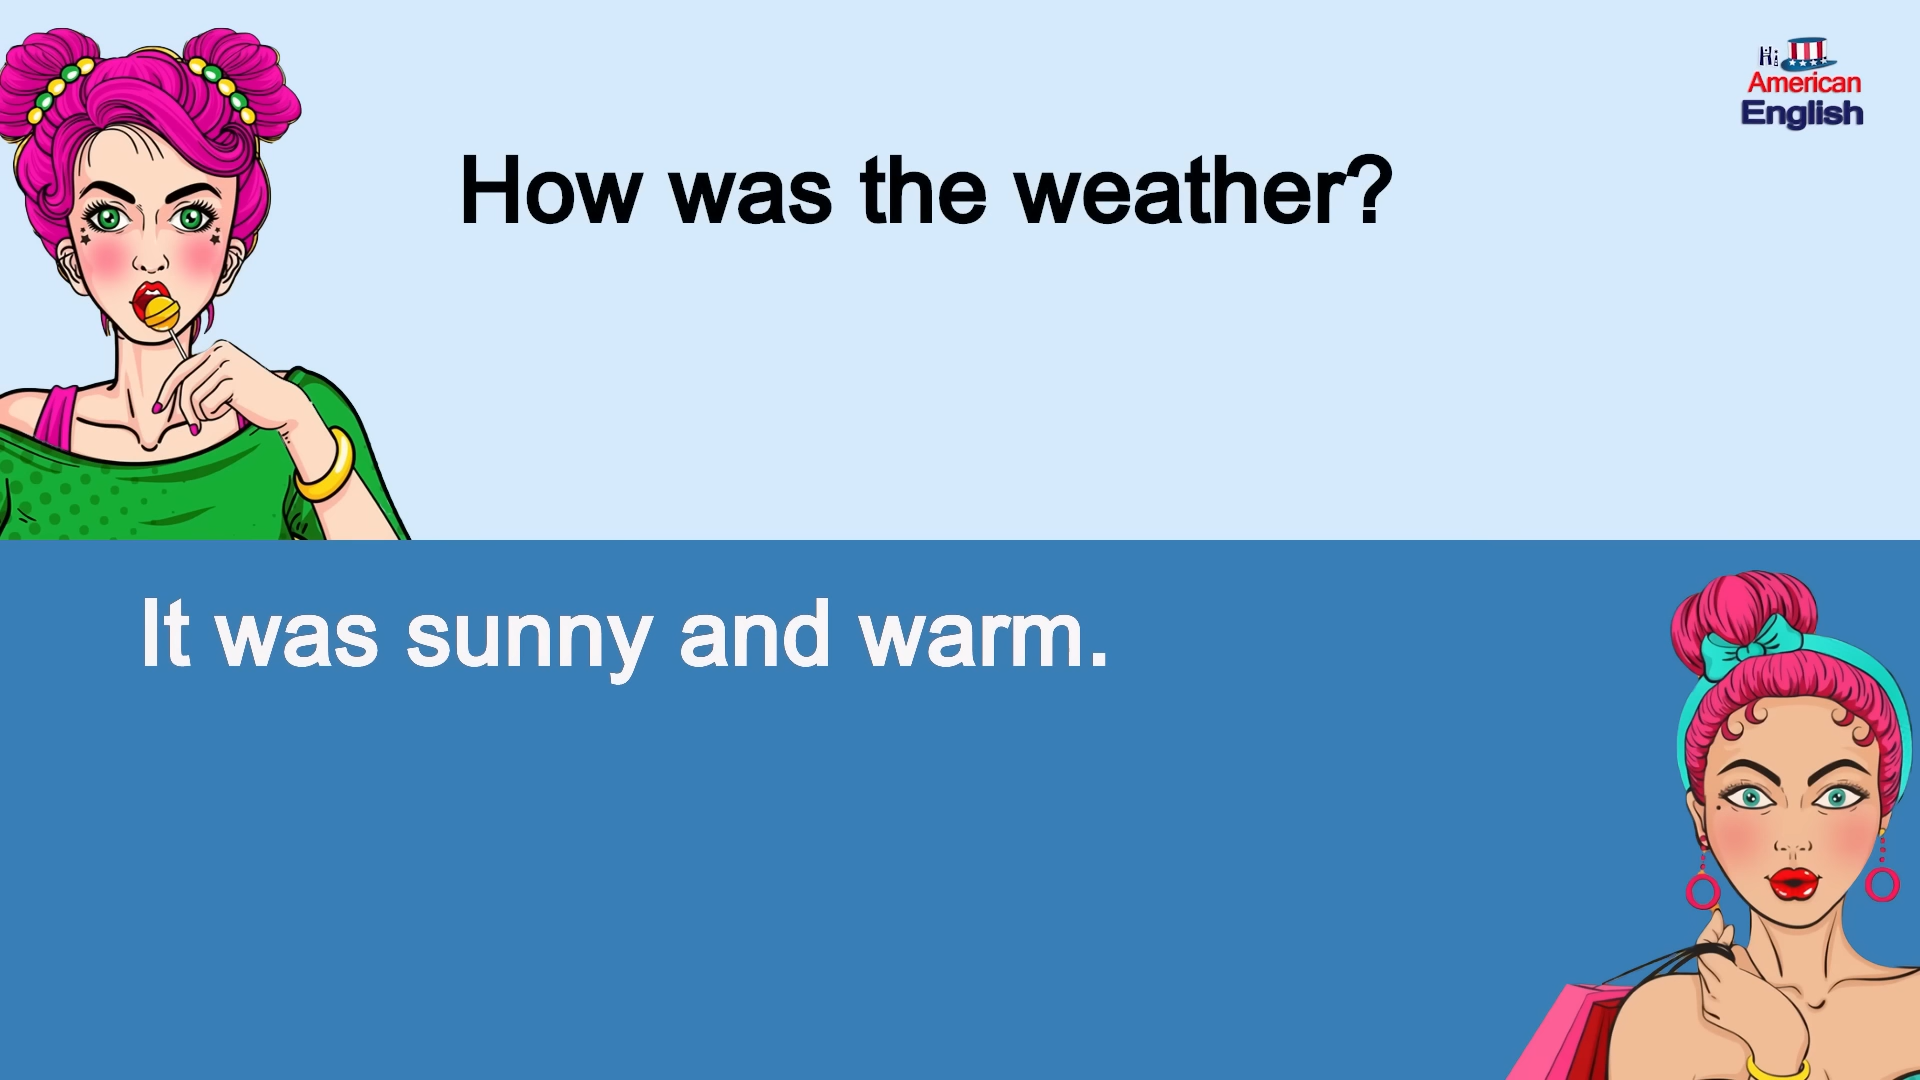 Hi
American
English
How was the weather?
It was sunny and warm.